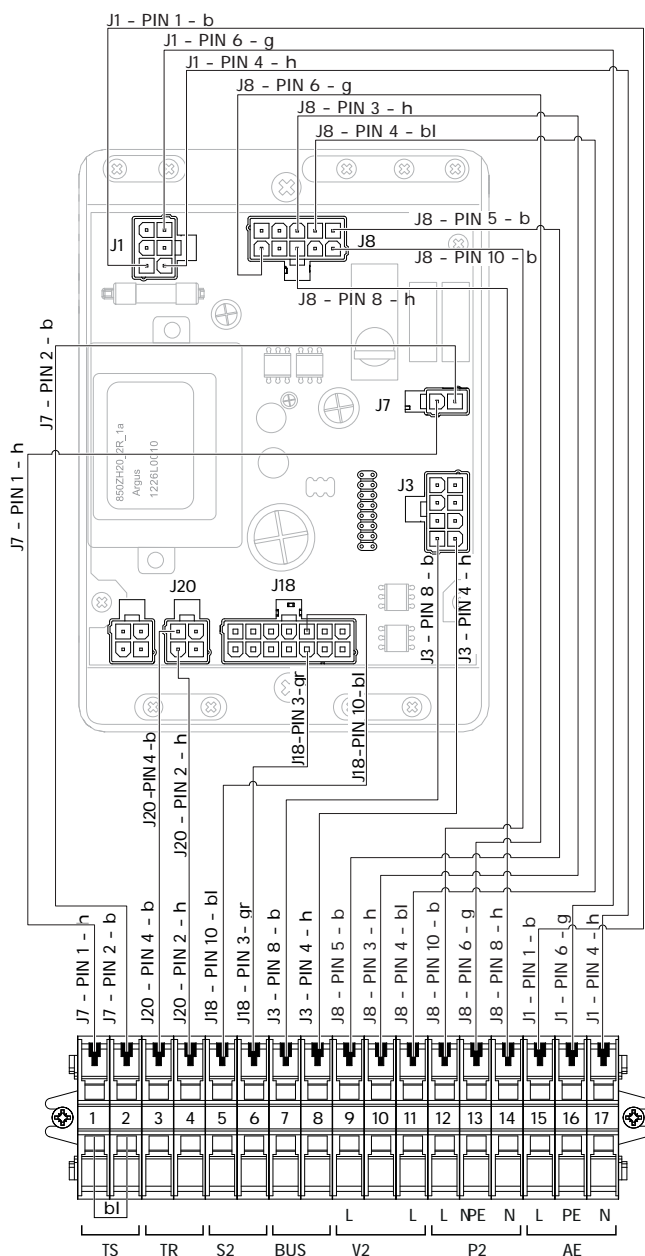 J1 - PIN 1 - b
J1 - PIN 6 - g
J1 - PIN 4 - h
J8 - PIN 6 - g
J8 - PIN 3 - h
J8 - PIN 4 - bl
J8 - PIN 5 - b
J1
J8
J8 - PIN 10 - b
J8 - PIN 8 - h
J7 - PIN 2 - b
J7 - PIN 1 - h
J7
850ZH20_2R_1a
Argus
1226L0010
J3
J20
J18
J3 - PIN 8 - b
J3 - PIN 4 - h
J18-PIN 3-gr
J18-PIN 10-bl
J20 -PIN 4 -b
J20 - PIN 2 - h
J7 - PIN 1 - h
J7 - PIN 2 - b
J20 - PIN 4 - b
J20 - PIN 2 - h
J18 - PIN 10 - bl
J18 - PIN 3- gr
J3 - PIN 8 - b
J3 - PIN 4 - h
J8 - PIN 5 - b
J8 - PIN 3 - h
J8 - PIN 4 - bl
J8 - PIN 10 - b
J8 - PIN 6 - g
J8 - PIN 8 - h
J1 - PIN 1 - b
J1 - PIN 6 - g
J1 - PIN 4 - h
1 2 3 4 5 6 7 8 9 10 11 12 13 14 15 16 17
bl
L L L NPE N L PE N
TS TR S2 BUS V2 P2 AE